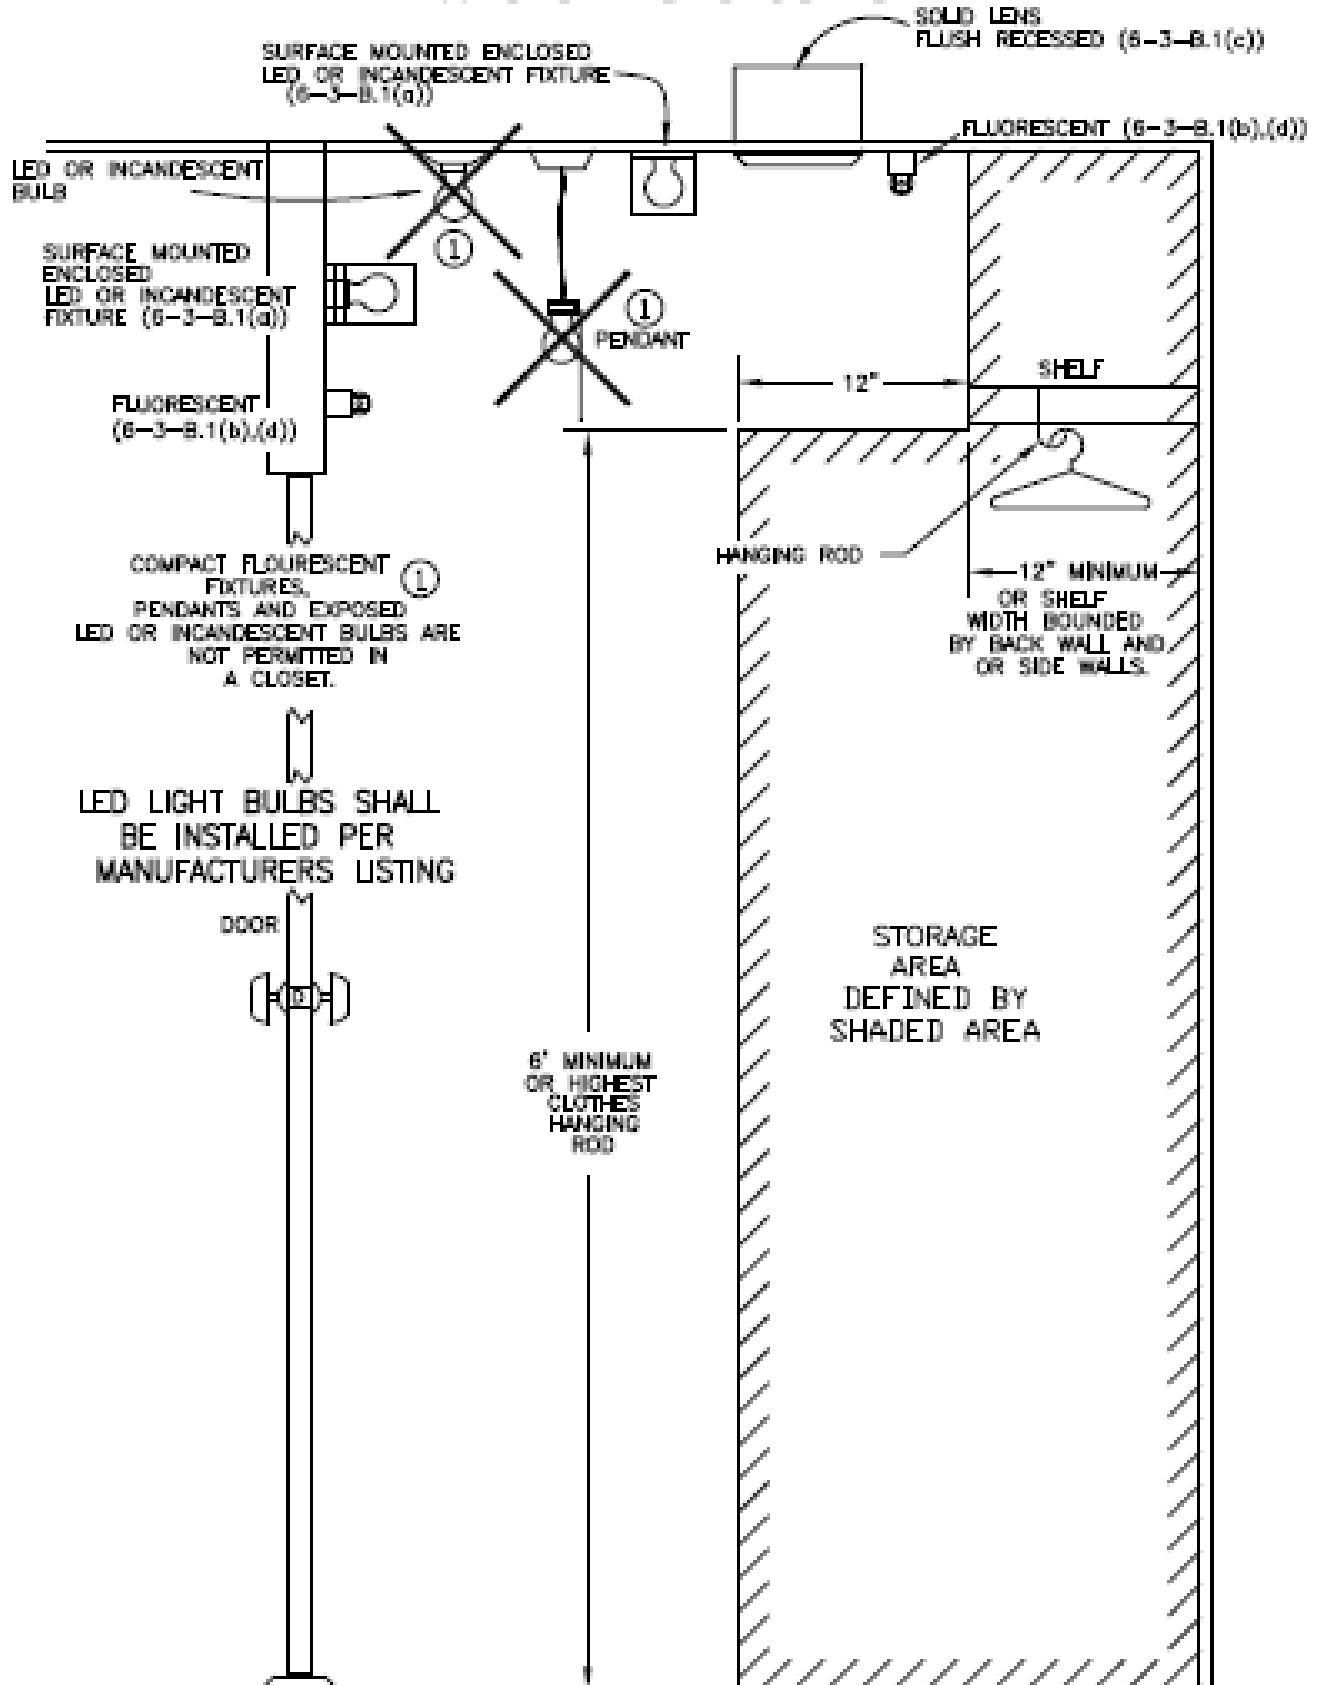 SOLID LENS
FLUSH RECESSED (6-3-8.1(c))
SURFACE MOUNTED ENCLOSED
LED OR INCANDESCENT FIXTURE
(6-3-8.1(a))
FLUORESCENT (6-3-8.1(b),(d))
LED OR INCANDESCENT
BULB
1
SURFACE MOUNTED
ENCLOSED
LED OR INCANDESCENT
FIXTURE (6-3-8.1(a))
1
PENDANT
12"
SHELF
FLUORESCENT
(6-3-8.1(b),(d))
HANGING ROD
COMPACT FLOURESCENT 1
FIXTURES,
PENDANTS AND EXPOSED
LED OR INCANDESCENT BULBS ARE
NOT PERMITTED IN
A CLOSET.
12" MINIMUM
OR SHELF
WIDTH BOUNDED
BY BACK WALL AND
OR SIDE WALLS.
LED LIGHT BULBS SHALL
BE INSTALLED PER
MANUFACTURERS LISTING
DOOR
STORAGE
AREA
DEFINED BY
SHADED AREA
6' MINIMUM
OR HIGHEST
CLOTHES
HANGING
ROD